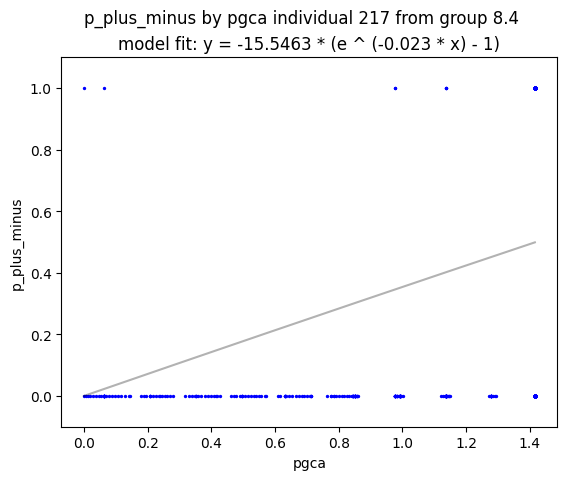 p_plus_minus by pgca individual 217 from group 8.4
model fit: y = -15.5463 * (e ^ (-0.023 * x) - 1)
1.0
0.8
0.6
0.4
0.2
0.0
p_plus_minus
0.0 0.2 0.4 0.6 0.8 1.0 1.2 1.4
pgca